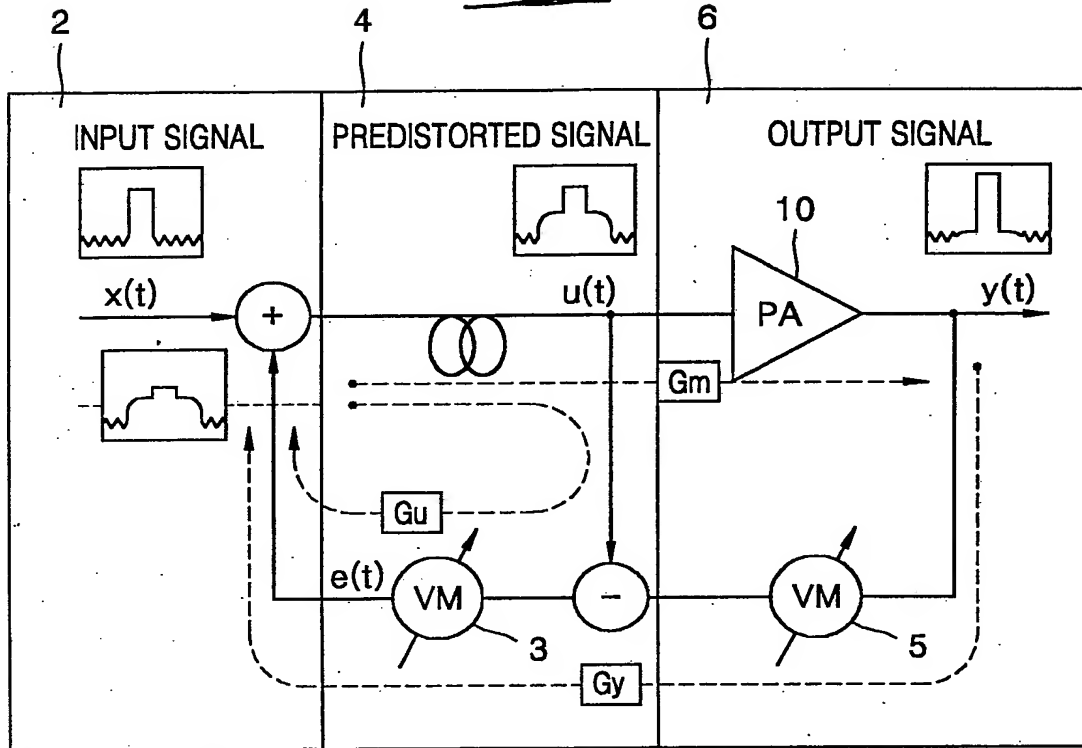 2
4
6
INPUT SIGNAL
PREDISTORTED SIGNAL
OUTPUT SIGNAL
10
x(t)
+
u(t)
PA
y(t)
Gm
Gu
e(t)
VM
-
VM
3
5
Gy